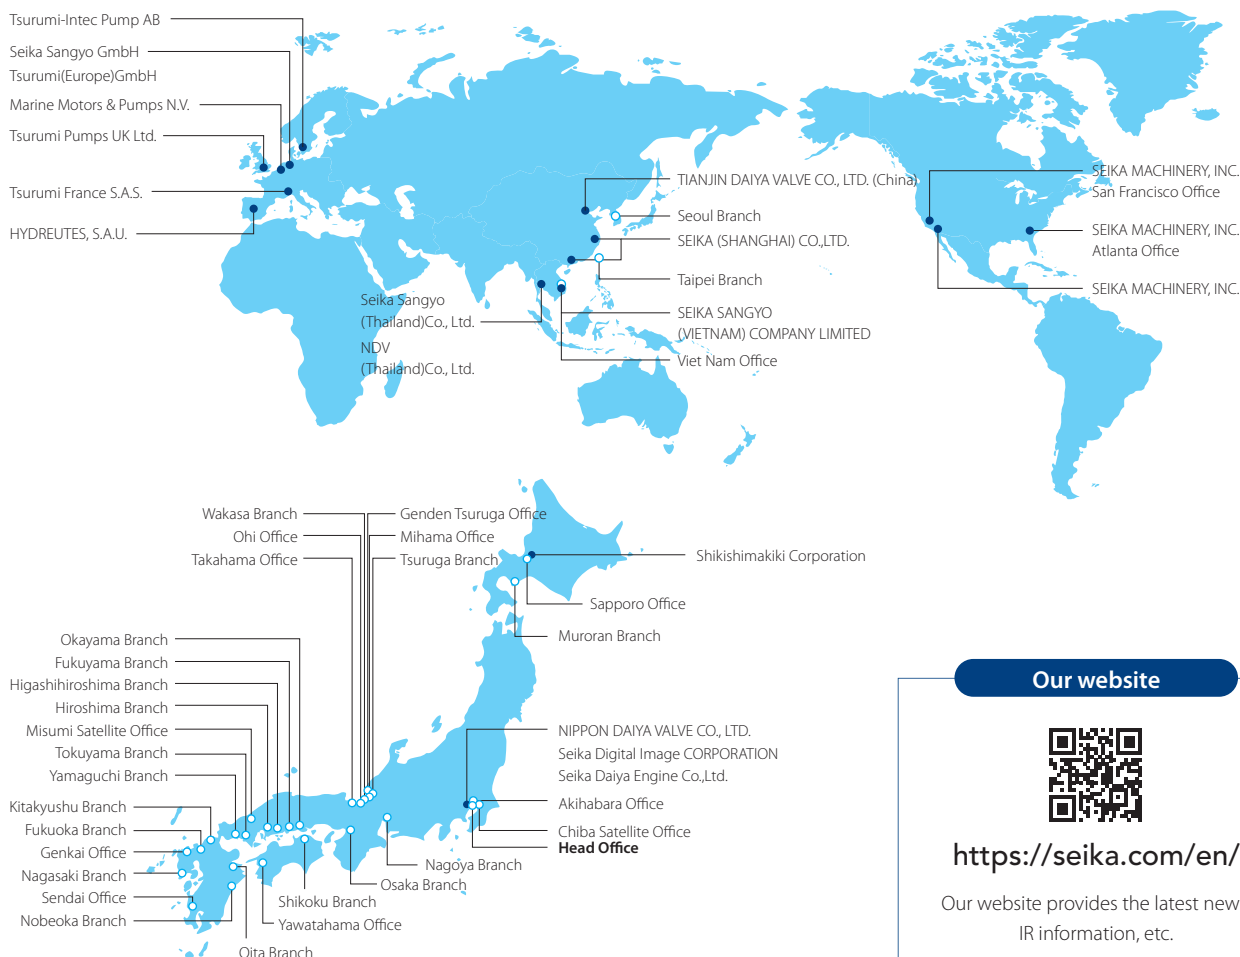 Tsurumi-Intec Pump AB
Seika Sangyo GmbH
Tsurumi(Europe)GmbH
Marine Motors & Pumps N.V.
Tsurumi Pumps UK Ltd.
Tsurumi France S.A.S.
HYDREUTES, S.A.U.
TIANJIN DAIYA VALVE CO., LTD. (China)
Seoul Branch
SEIKA (SHANGHAI) CO.,LTD.
Taipei Branch
Seika Sangyo
(Thailand)Co., Ltd.
NDV
(Thailand)Co., Ltd.
SEIKA SANGYO
(VIETNAM) COMPANY LIMITED
Viet Nam Office
SEIKA MACHINERY, INC.
San Francisco Office
SEIKA MACHINERY, INC.
Atlanta Office
SEIKA MACHINERY, INC.
Wakasa Branch
Ohi Office
Takahama Office
Genden Tsuruga Office
Mihama Office
Tsuruga Branch
Shikishimakiki Corporation
Sapporo Office
Muroran Branch
Okayama Branch
Fukuyama Branch
Higashihiroshima Branch
Hiroshima Branch
Misumi Satellite Office
Tokuyama Branch
Yamaguchi Branch
Kitakyushu Branch
Fukuoka Branch
Genkai Office
Nagasaki Branch
Sendai Office
Nobeoka Branch
Oita Branch
Yawatahama Office
Shikoku Branch
Osaka Branch
Nagoya Branch
NIPPON DAIYA VALVE CO., LTD.
Seika Digital Image CORPORATION
Seika Daiya Engine Co.,Ltd.
Akihabara Office
Chiba Satellite Office
Head Office
Our website
https://seika.com/en/
Our website provides the latest new
IR information, etc.